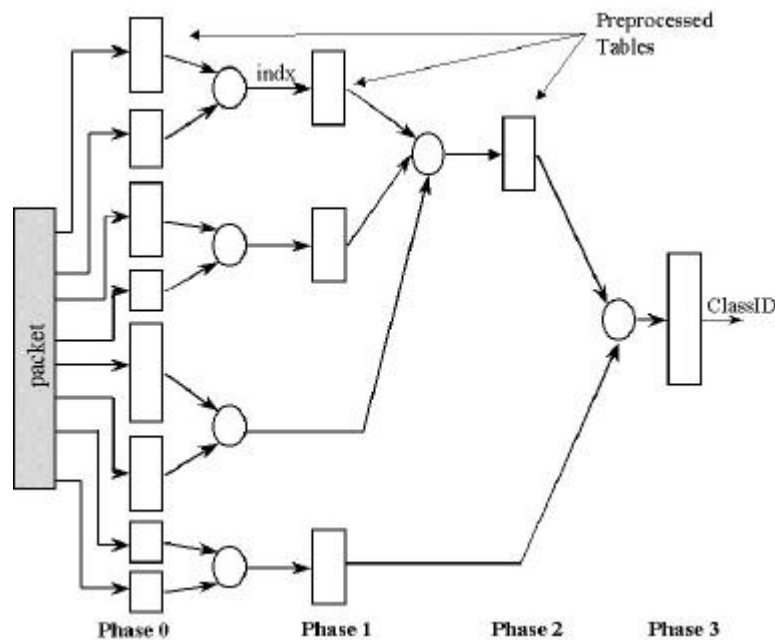 Preprocessed
Tables
indx
packet
ClassID
Phase 0
Phase 1
Phase 2
Phase 3